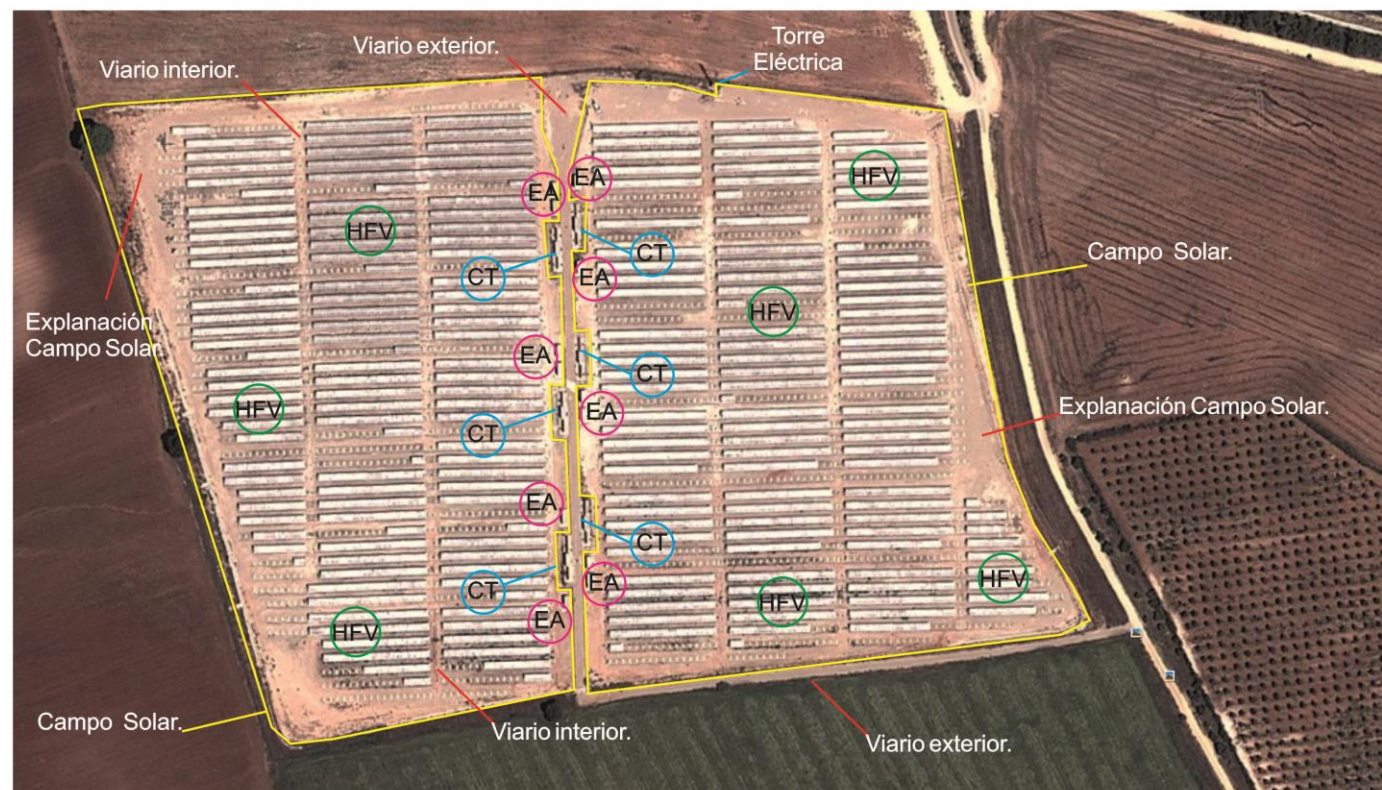 Viario exterior.
Torre
Eléctrica
Viario interior.
EA
EA
HFV
HFV
CT
CT
EA
Campo Solar.
HFV
Explanación
Campo Solar.
EA
CT
HFV
EA
Explanación Campo Solar.
CT
EA
CT
EA
HFV
CT
HFV
EA
HFV
Campo Solar.
Viario interior.
Viario exterior.